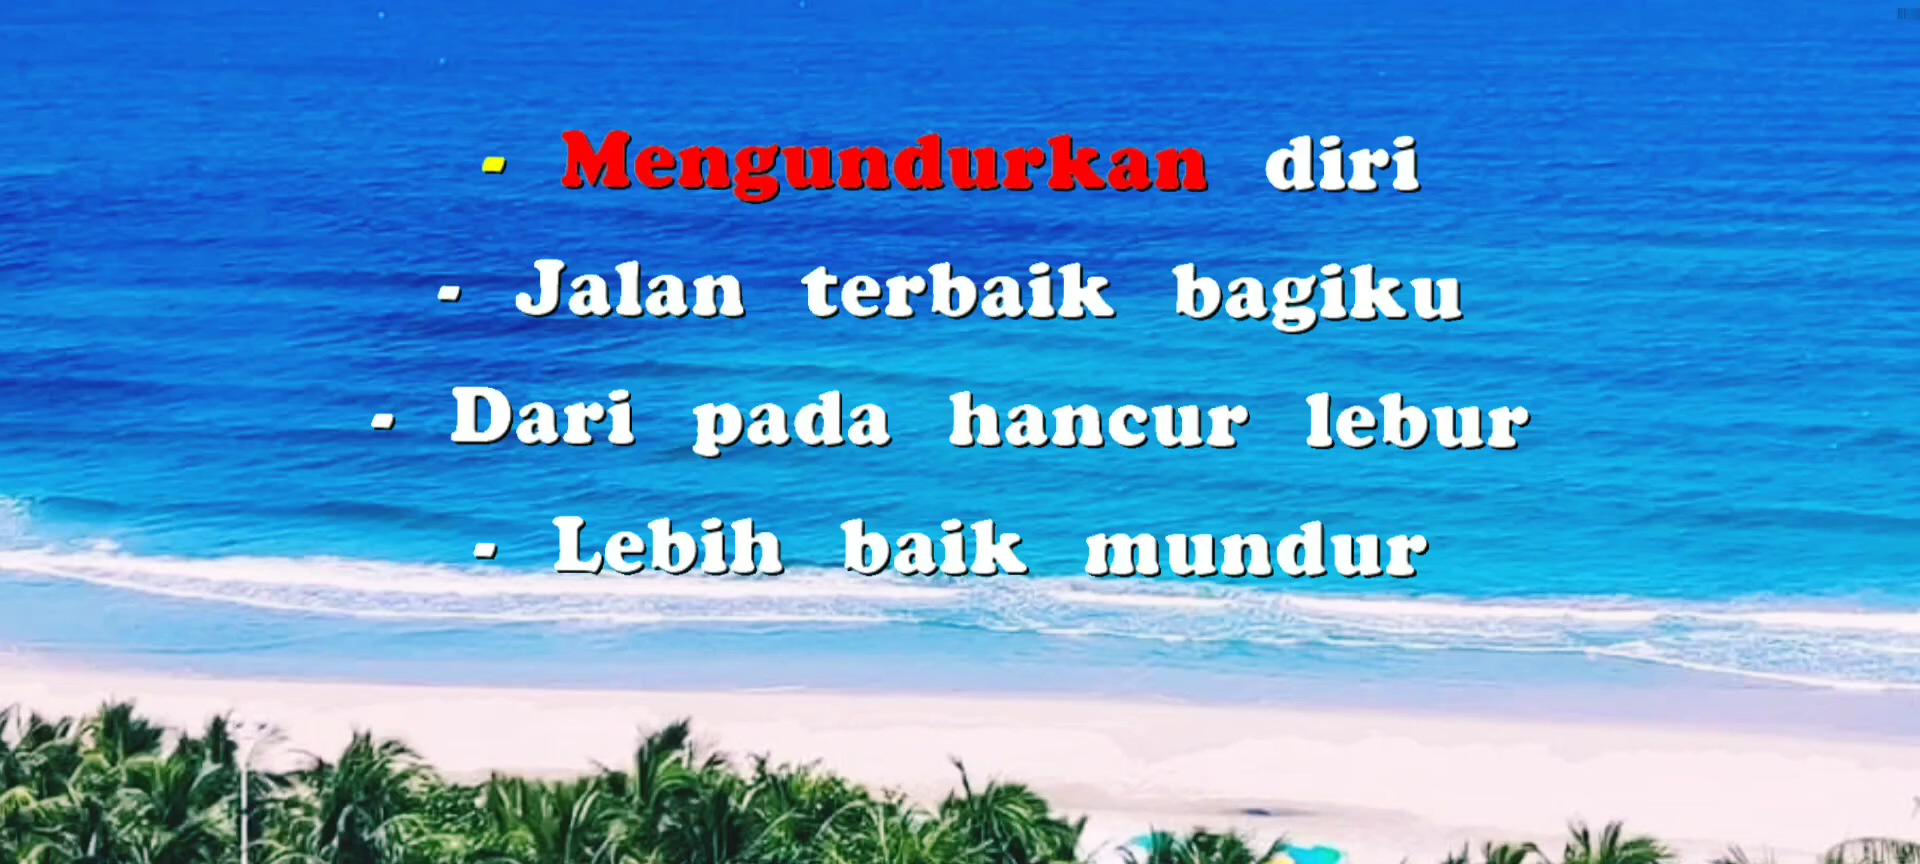 - Mengundurkan diri
- Jalan terbaik bagiku
- Dari pada hancur lebur
- Lebih baik mundur